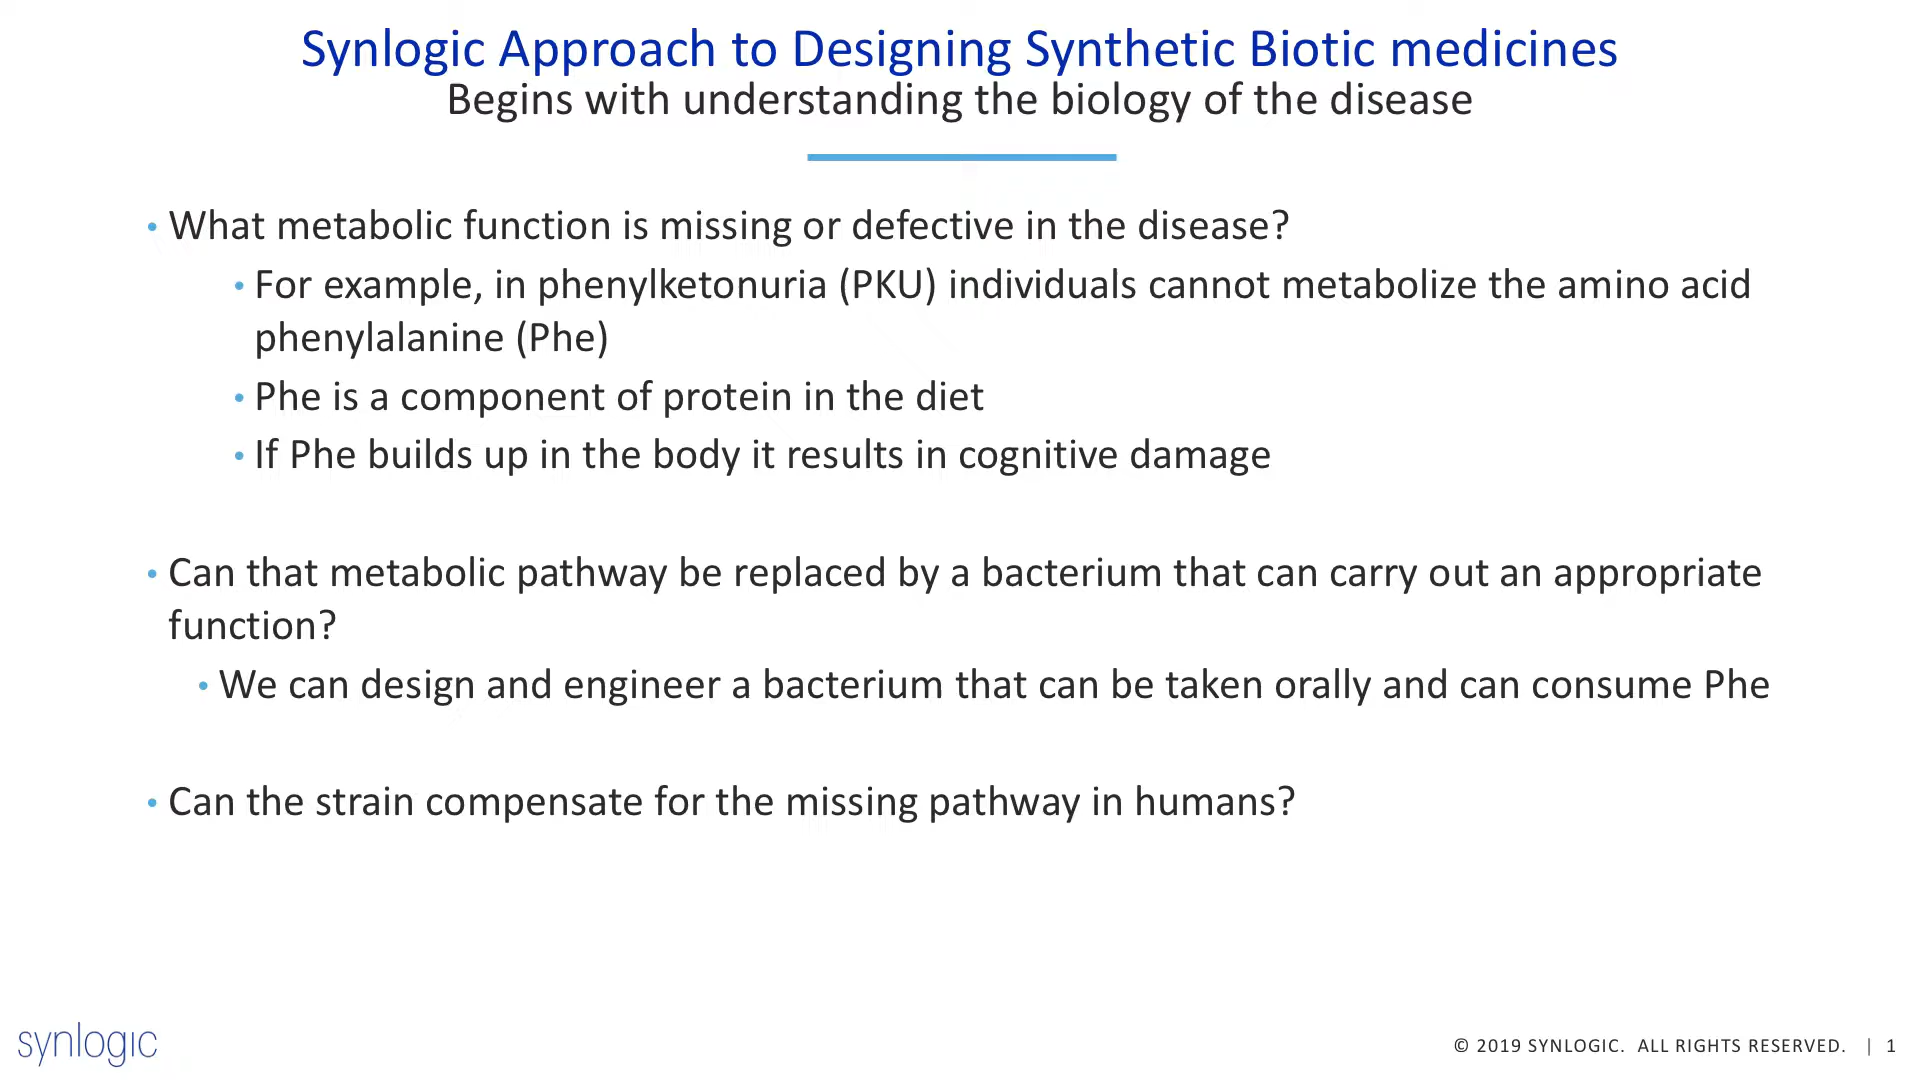 Synlogic Approach to Designing Synthetic Biotic medicines
Begins with understanding the biology of the disease
• What metabolic function is missing or defective in the disease?
• For example, in phenylketonuria (PKU) individuals cannot metabolize the amino acid
phenylalanine (Phe)
• Phe is a component of protein in the diet
• If Phe builds up in the body it results in cognitive damage
• Can that metabolic pathway be replaced by a bacterium that can carry out an appropriate
function?
• We can design and engineer a bacterium that can be taken orally and can consume Phe
• Can the strain compensate for the missing pathway in humans?
synlogic
© 2019 SYNLOGIC. ALL RIGHTS RESERVED. | 1